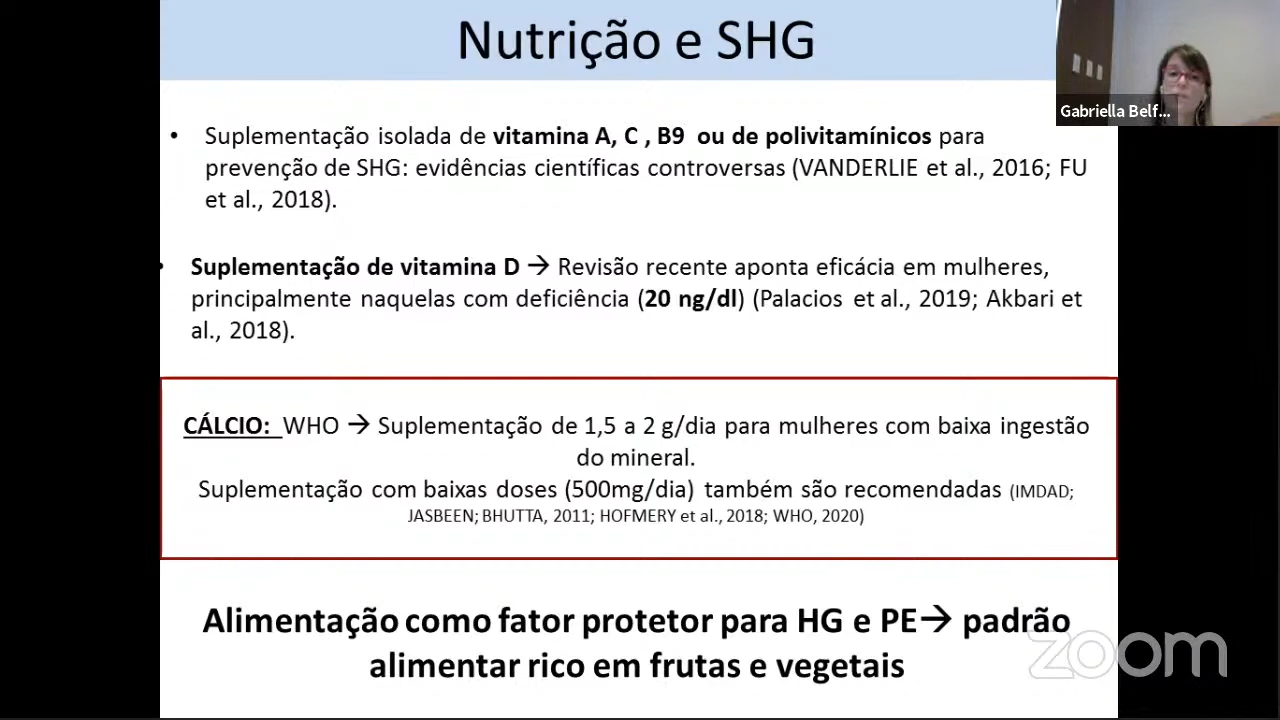 Nutrição e SHG
Gabriella Belf...
• Suplementação isolada de vitamina A, C , B9 ou de polivitamínicos para
prevenção de SHG: evidências científicas controversas (VANDERLIE et al., 2016; FU
et al., 2018).
• Suplementação de vitamina D → Revisão recente aponta eficácia em mulheres,
principalmente naquelas com deficiência (20 ng/dl) (Palacios et al., 2019; Akbari et
al., 2018).
CÁLCIO: WHO → Suplementação de 1,5 a 2 g/dia para mulheres com baixa ingestão
do mineral.
Suplementação com baixas doses (500mg/dia) também são recomendadas (IMDAD;
JASBEEN; BHUTTA, 2011; HOFMERY et al., 2018; WHO, 2020)
Alimentação como fator protetor para HG e PE→ padrão
alimentar rico em frutas e vegetais
zoom